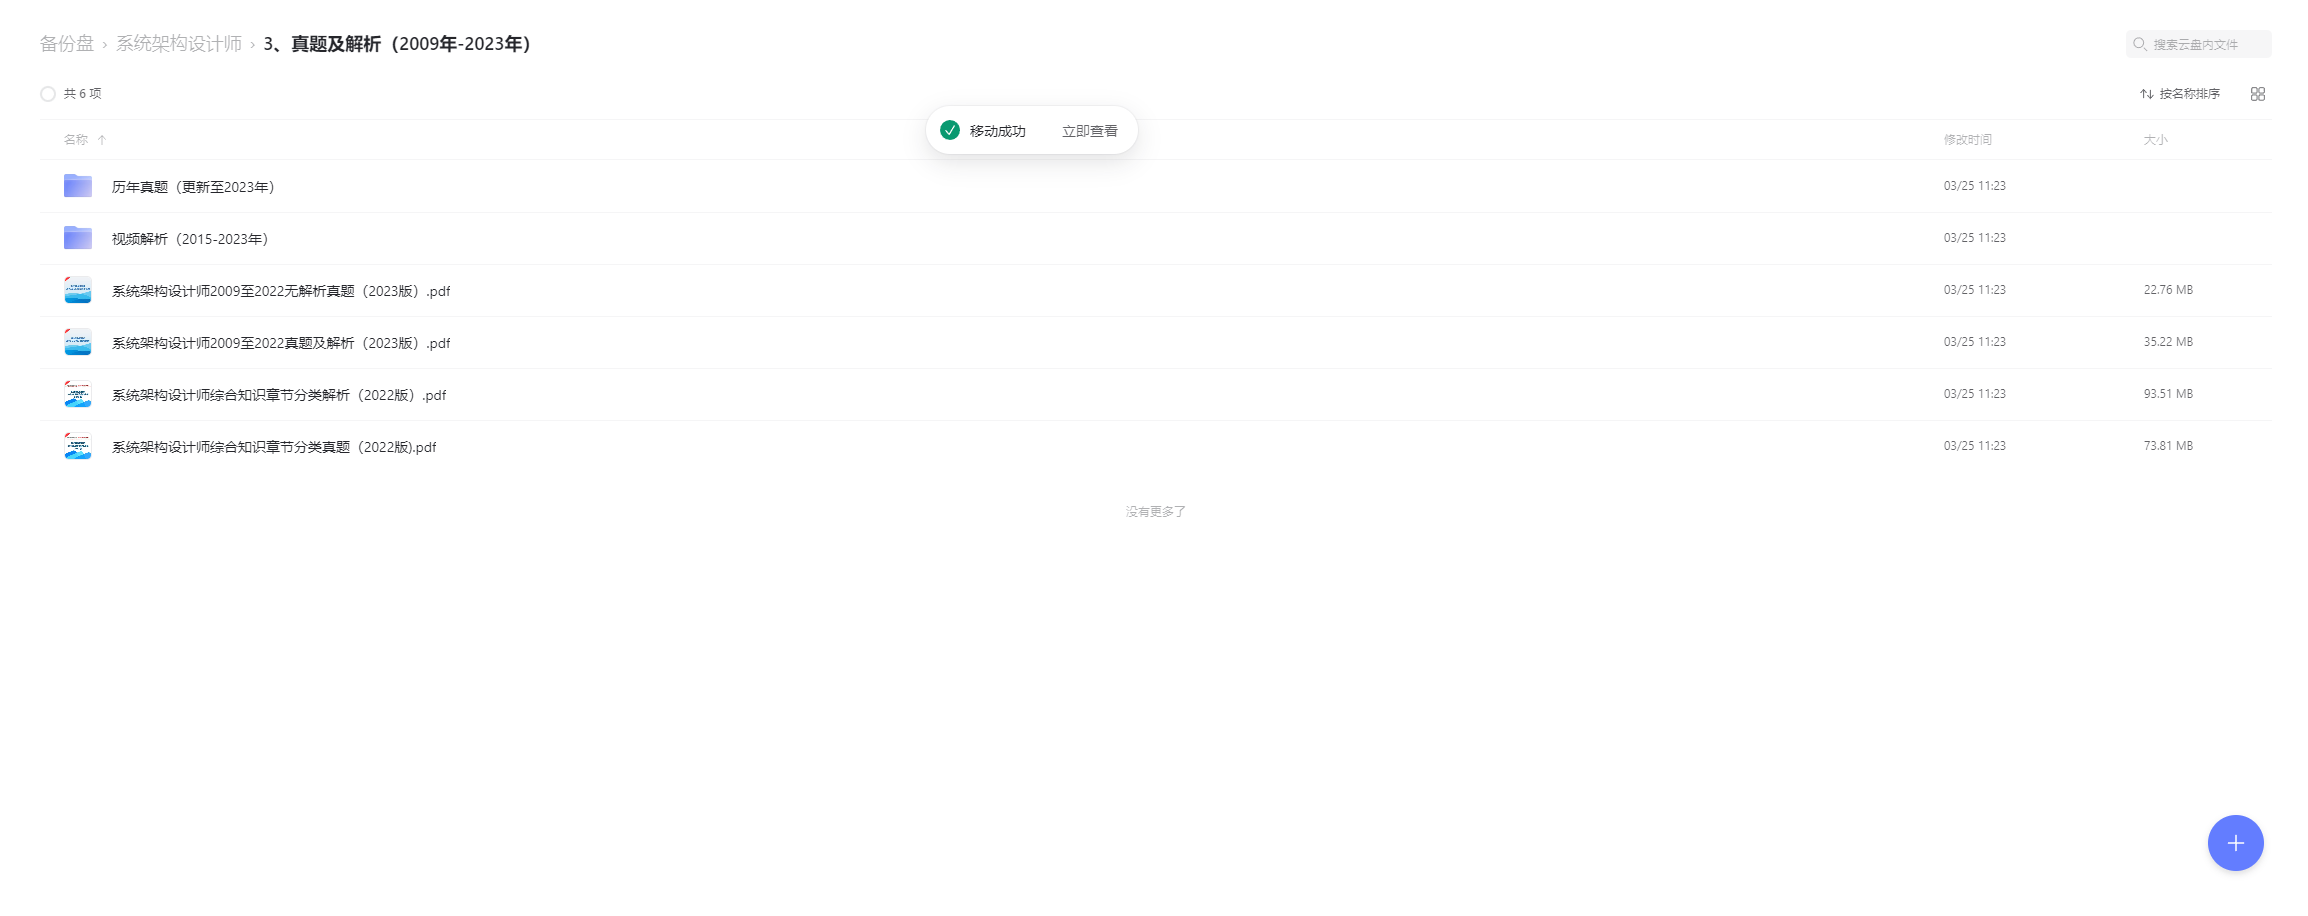 备份盘 › 系统架构设计师 › 3、真题及解析（2009年-2023年）
搜索云盘内文件
共 6 项
按名称排序
移动成功 立即查看
名称 ↑ 修改时间 大小
历年真题（更新至2023年） 03/25 11:23
视频解析（2015-2023年） 03/25 11:23
系统架构设计师2009至2022无解析真题（2023版）.pdf 03/25 11:23 22.76 MB
系统架构设计师2009至2022真题及解析（2023版）.pdf 03/25 11:23 35.22 MB
系统架构设计师综合知识章节分类解析（2022版）.pdf 03/25 11:23 93.51 MB
系统架构设计师综合知识章节分类真题（2022版).pdf 03/25 11:23 73.81 MB
没有更多了